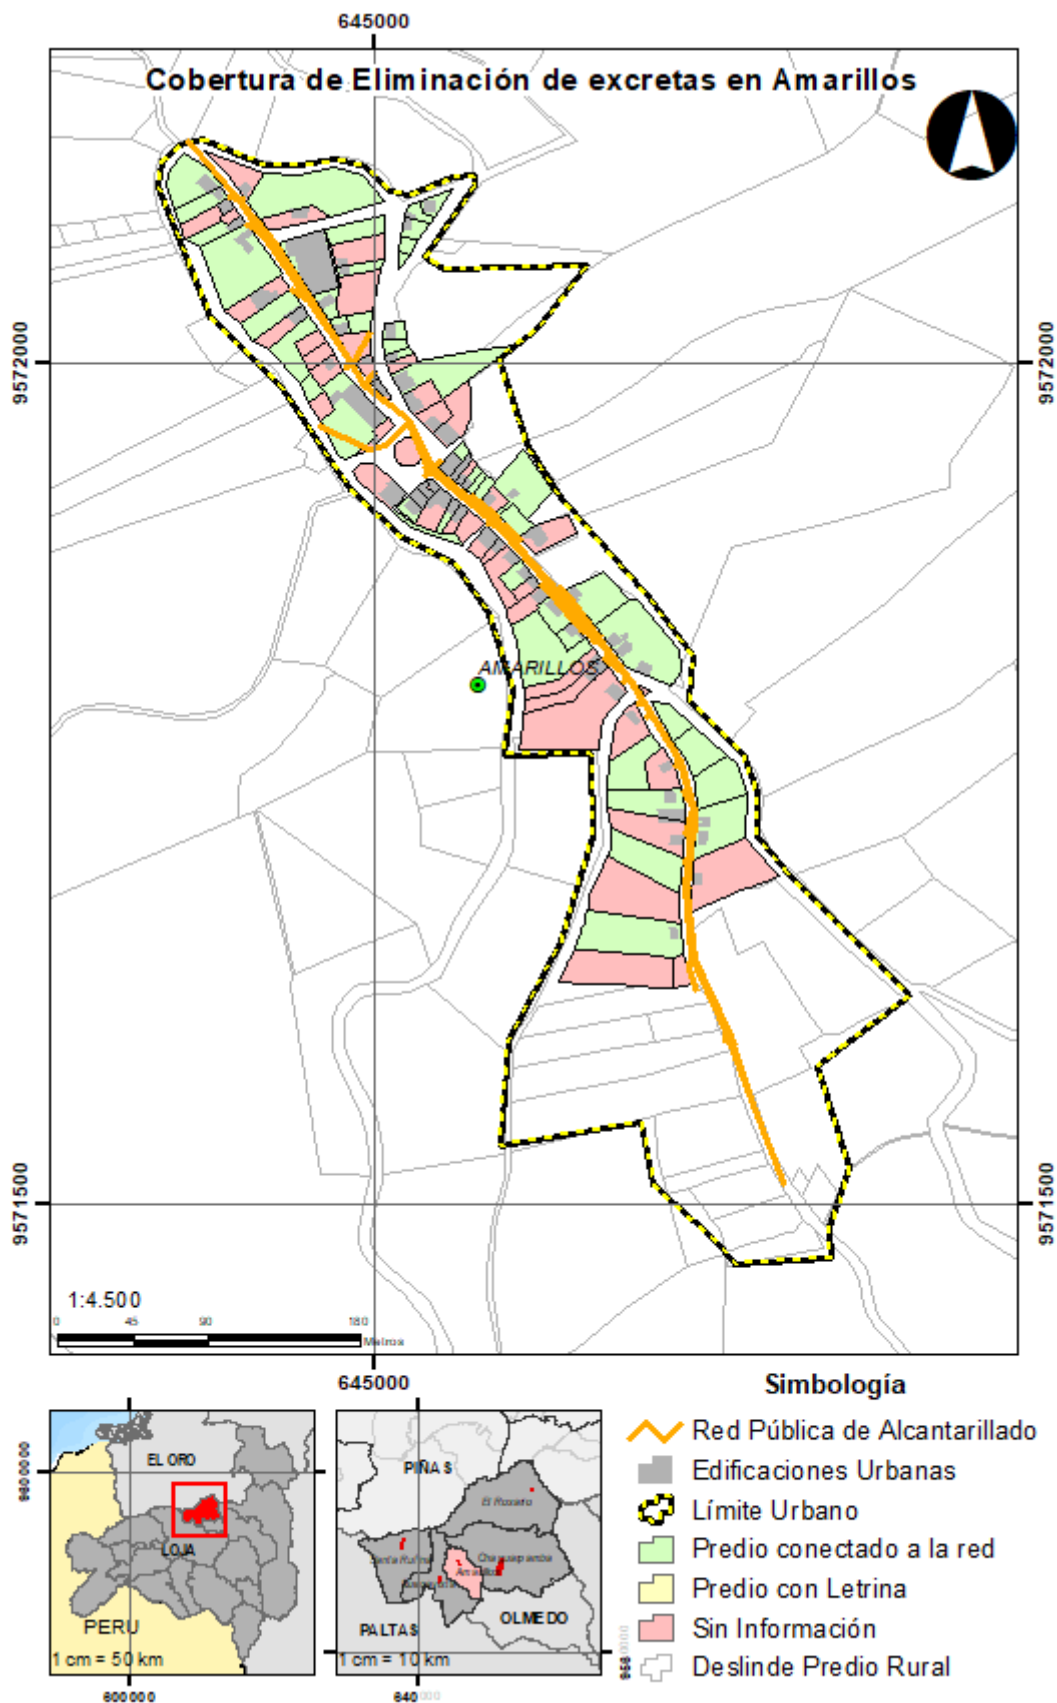 645000
Cobertura de Eliminación de excretas en Amarillos
9572000
9572000
AMARILLOS
9571500
9571500
1:4.500
0 45 90 180
Metros
645000
Simbología
Red Pública de Alcantarillado
Edificaciones Urbanas
Límite Urbano
Predio conectado a la red
Predio con Letrina
Sin Información
Deslinde Predio Rural
EL ORO
LOJA
PERU
1 cm = 50 km
600000
PIÑAS
El Rosario
Chaguarpamba
Santa Rufina
Amarillos
PALTAS
OLMEDO
1 cm = 10 km
640000